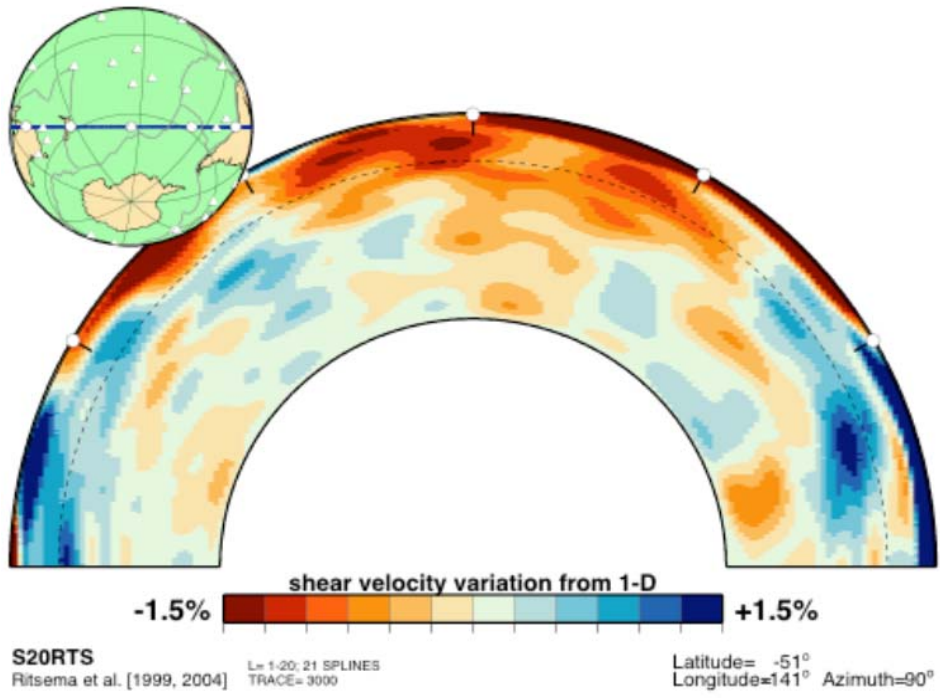 shear velocity variation from 1-D
-1.5% +1.5%
S20RTS
Ritsema et al. [1999, 2004]
L= 1-20; 21 SPLINES
TRACE= 3000
Latitude= -51°
Longitude=141° Azimuth=90°